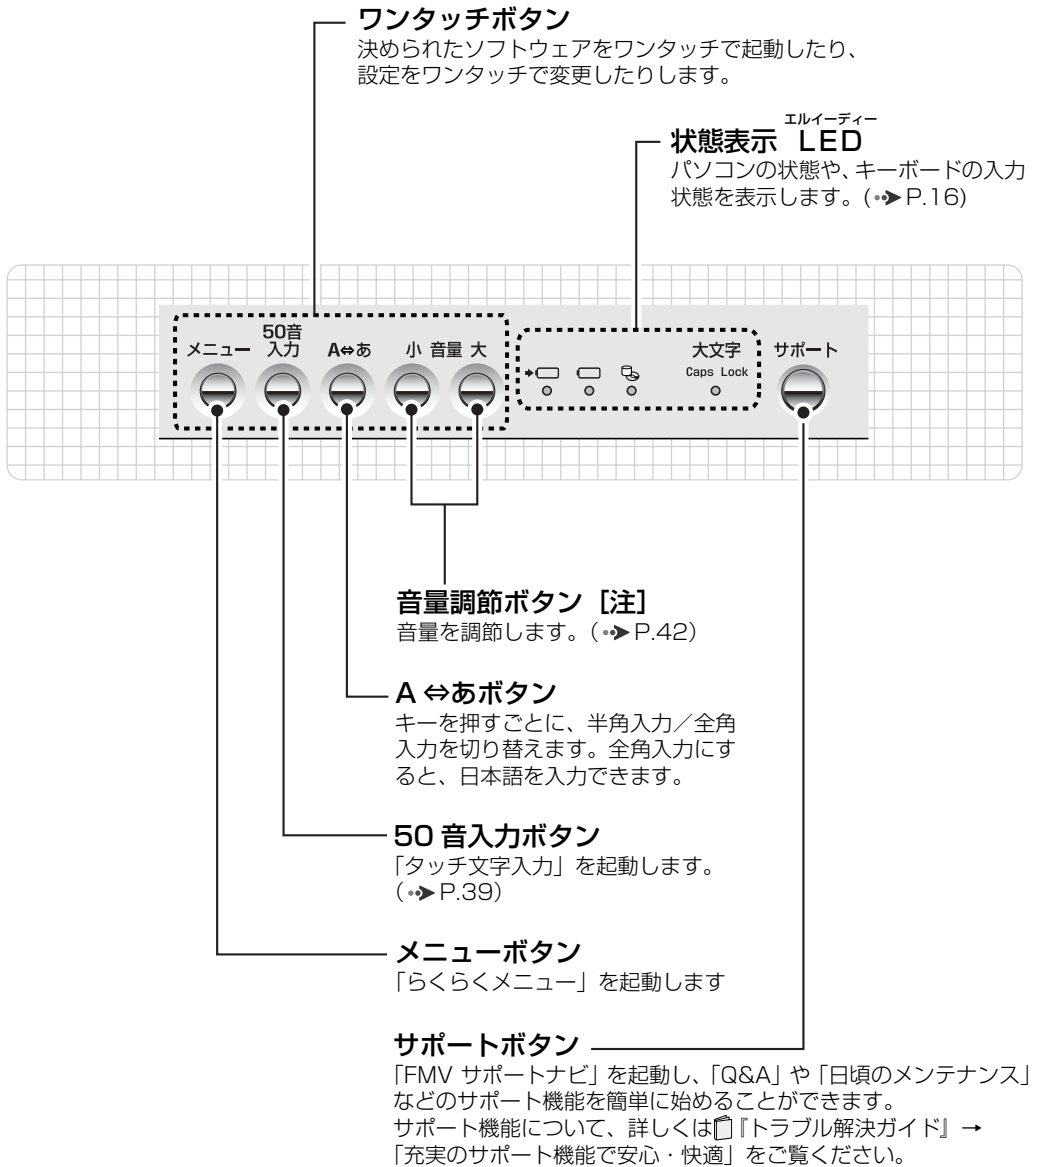 ワンタッチボタン
決められたソフトウェアをワンタッチで起動したり、
設定をワンタッチで変更したりします。
エルイーディー
状態表示 LED
パソコンの状態や、キーボードの入力
状態を表示します。(P.16)
メニュー
50音
入力
A⇔あ
小 音量 大
大文字
Caps Lock
サポート
音量調節ボタン［注］
音量を調節します。(P.42)
A⇔あボタン
キーを押すごとに、半角入力／全角
入力を切り替えます。全角入力にす
ると、日本語を入力できます。
50 音入力ボタン
「タッチ文字入力」を起動します。
(P.39)
メニューボタン
「らくらくメニュー」を起動します
サポートボタン
「FMV サポートナビ」を起動し、「Q&A」や「日頃のメンテナンス」
などのサポート機能を簡単に始めることができます。
サポート機能について、詳しくは『トラブル解決ガイド』→
「充実のサポート機能で安心・快適」をご覧ください。